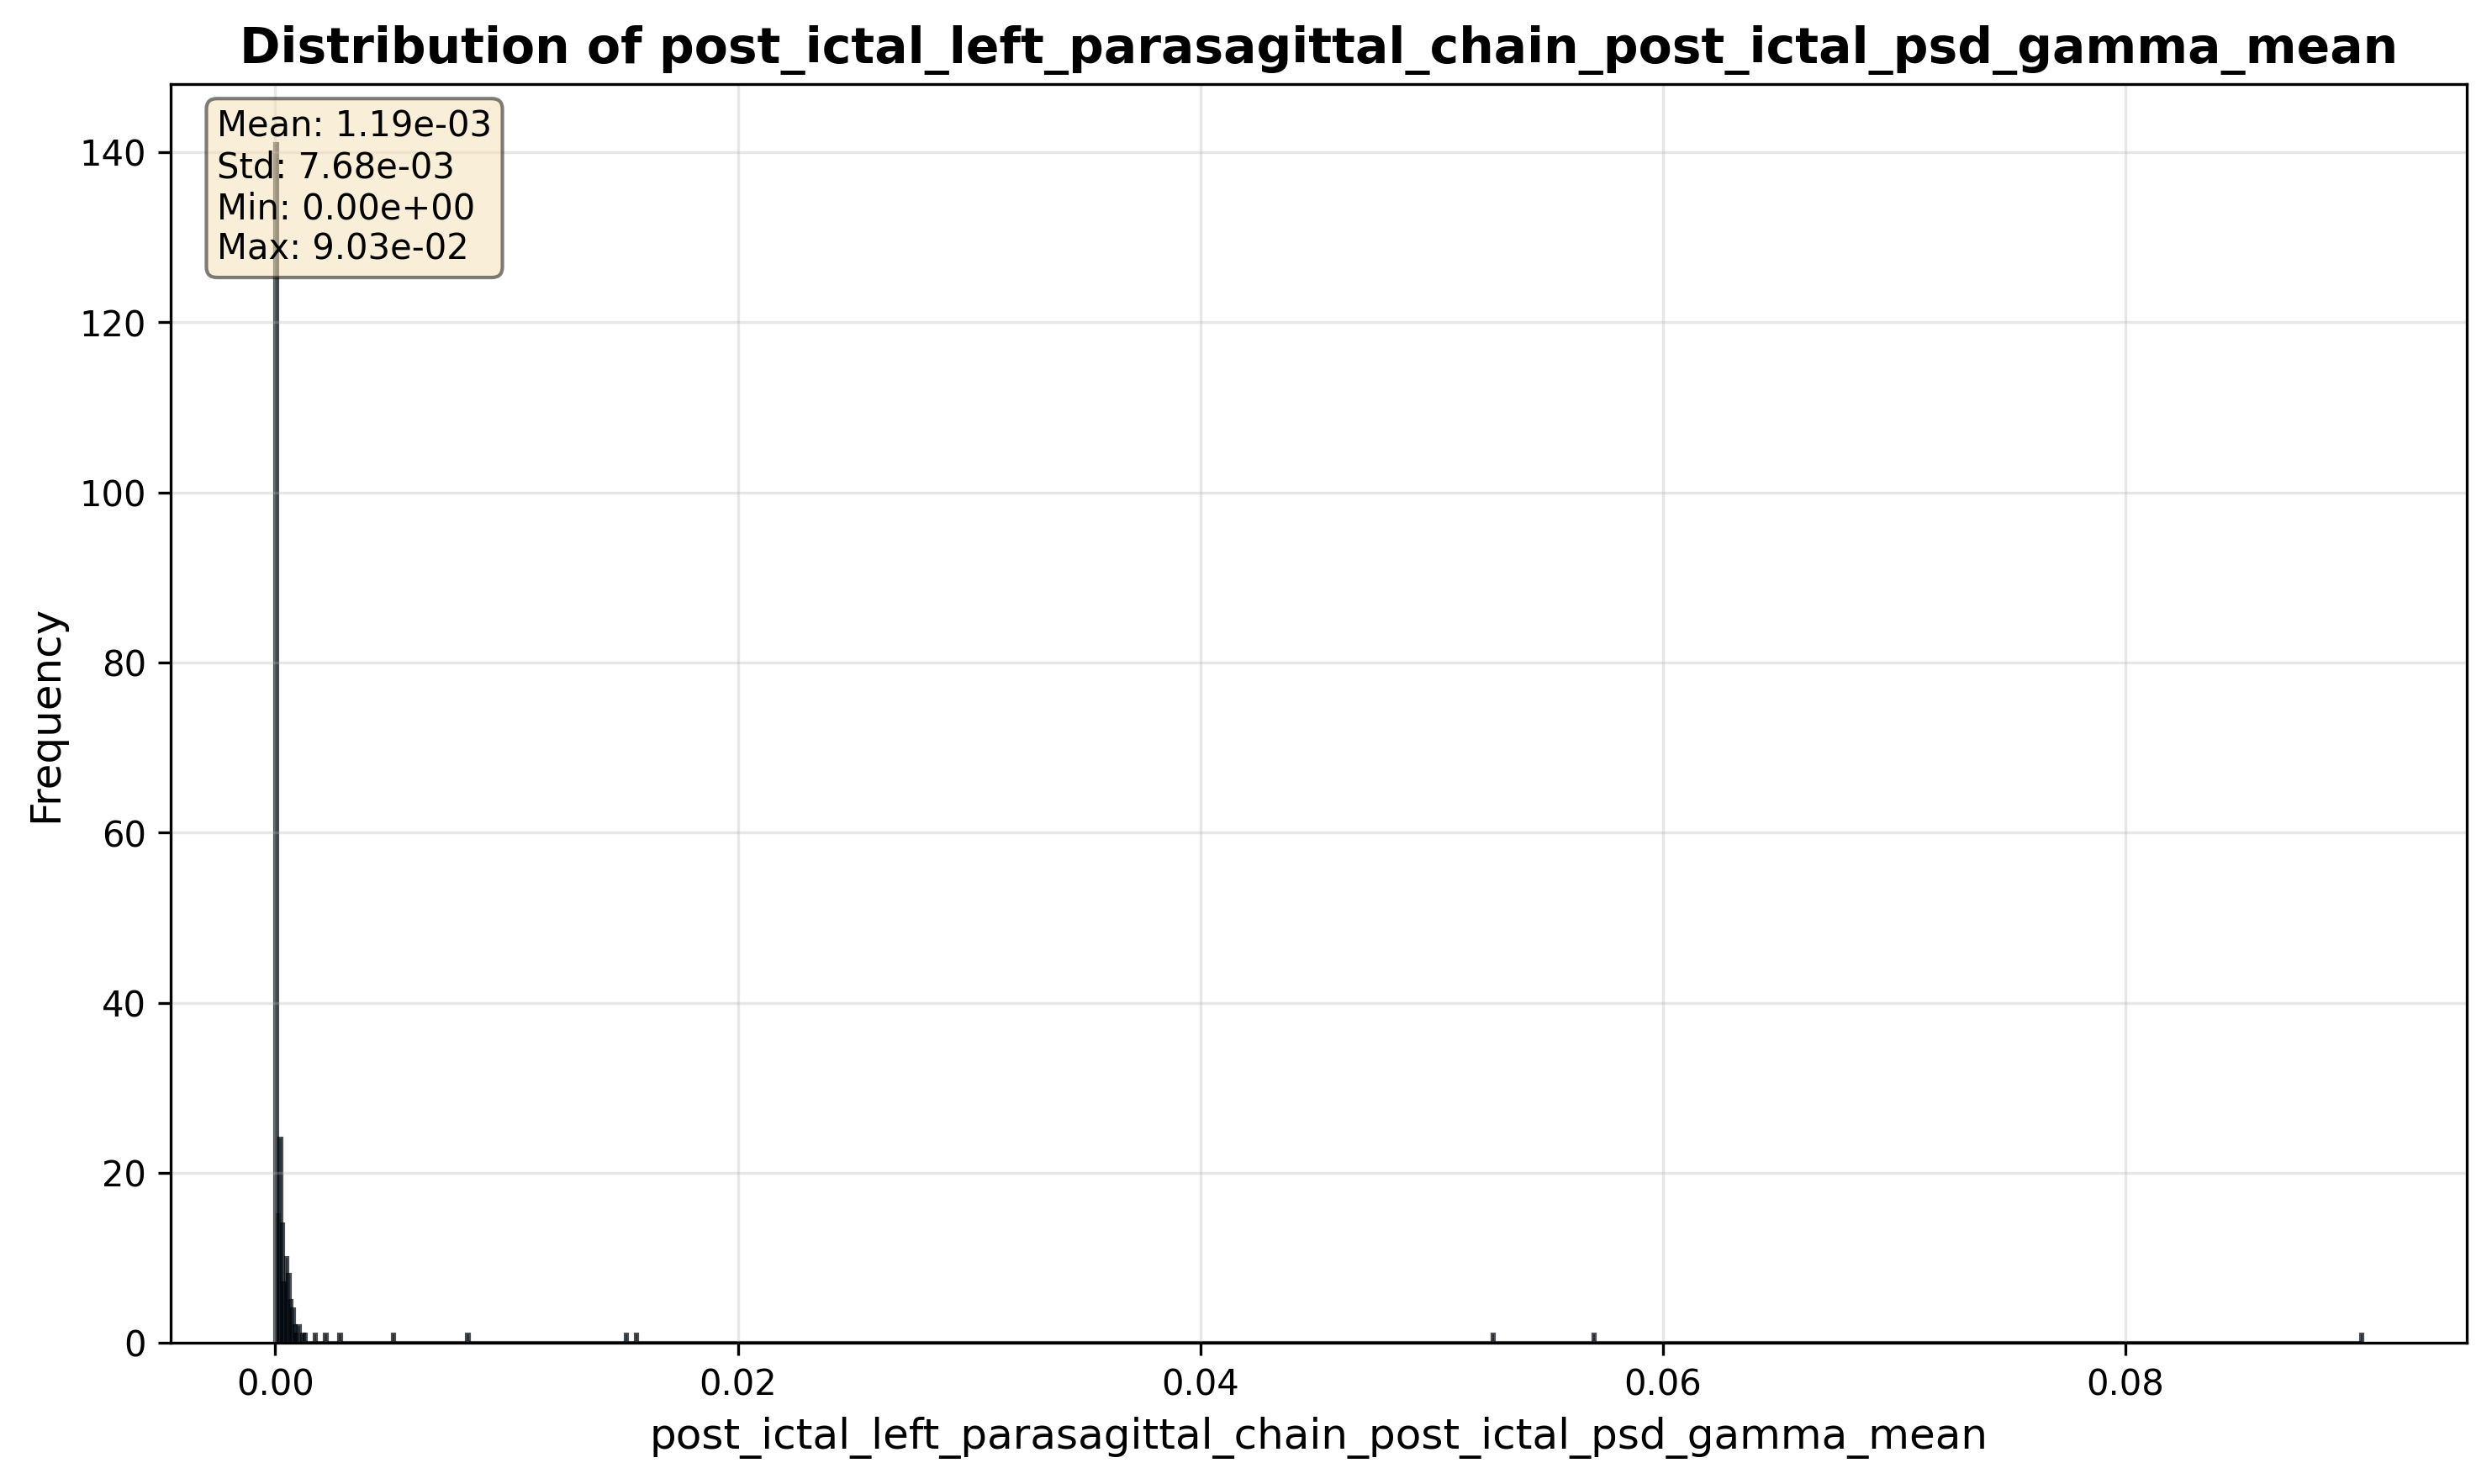 Distribution of post_ictal_left_parasagittal_chain_post_ictal_psd_gamma_mean
Mean: 1.19e-03
Std: 7.68e-03
Min: 0.00e+00
Max: 9.03e-02
140
120
100
80
60
40
20
0
Frequency
0.00 0.02 0.04 0.06 0.08
post_ictal_left_parasagittal_chain_post_ictal_psd_gamma_mean